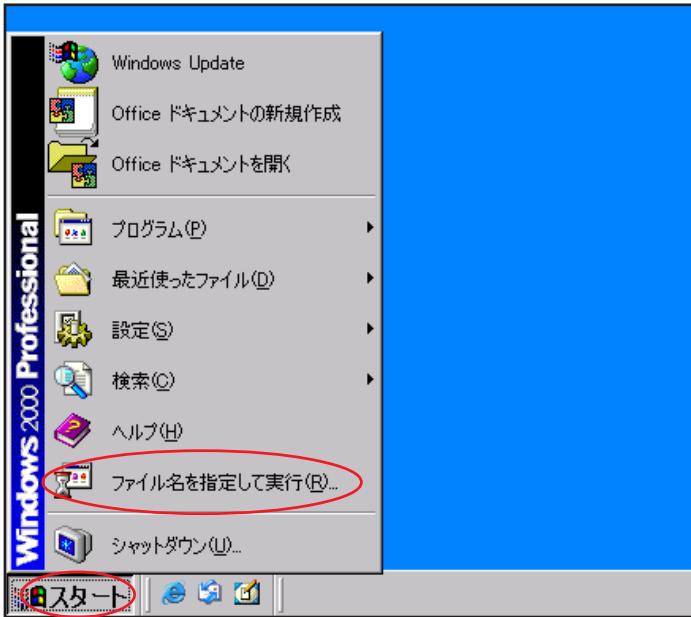 Windows Update
Office ドキュメントの新規作成
Office ドキュメントを開く
プログラム(P)
最近使ったファイル(D)
設定(S)
検索(C)
ヘルプ(H)
ファイル名を指定して実行(R)...
シャットダウン(U)...
Windows 2000 Professional
スタート